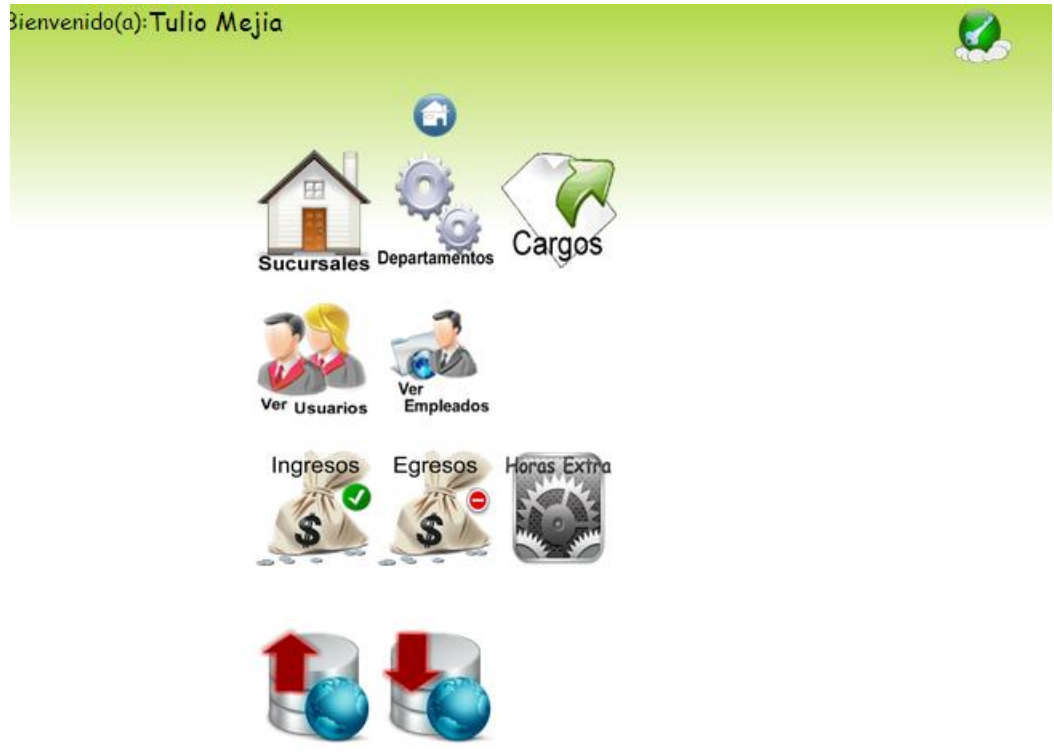 Bienvenido(a):Tulio Mejia
Sucursales
Departamentos
Cargos
Ver Usuarios
Ver
Empleados
Ingresos
Egresos
Horas Extra
$
$